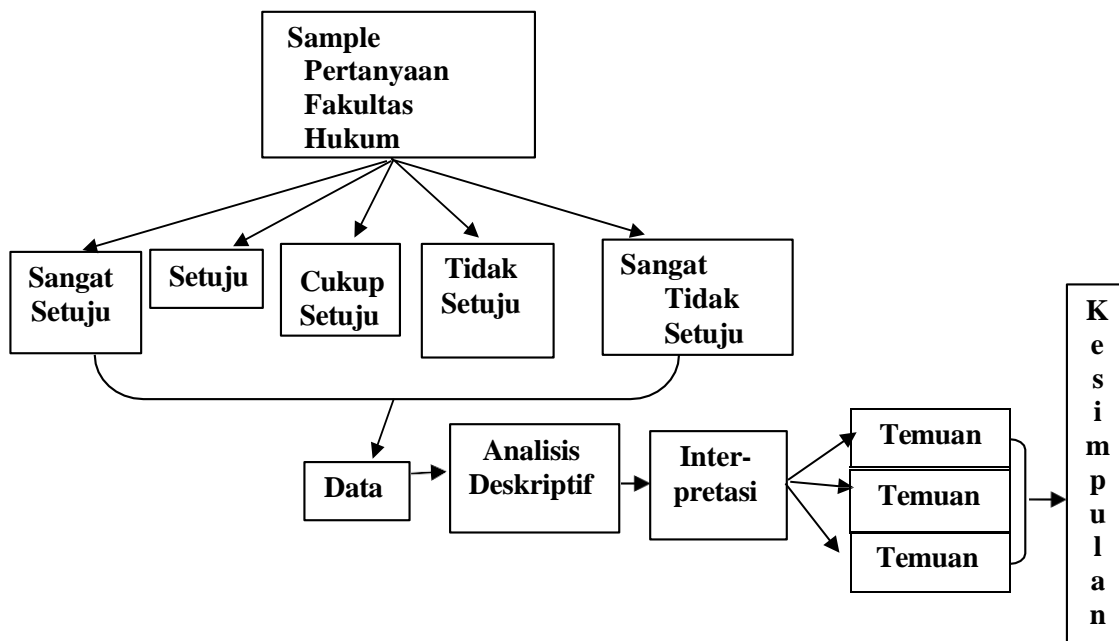 Sample
Pertanyaan
Fakultas
Hukum
Sangat
Setuju
Setuju
Cukup
Setuju
Tidak
Setuju
Sangat
Tidak
Setuju
Data
Analisis
Deskriptif
Inter-
pretasi
Temuan
Temuan
Temuan
K
e
s
i
m
p
u
l
a
n